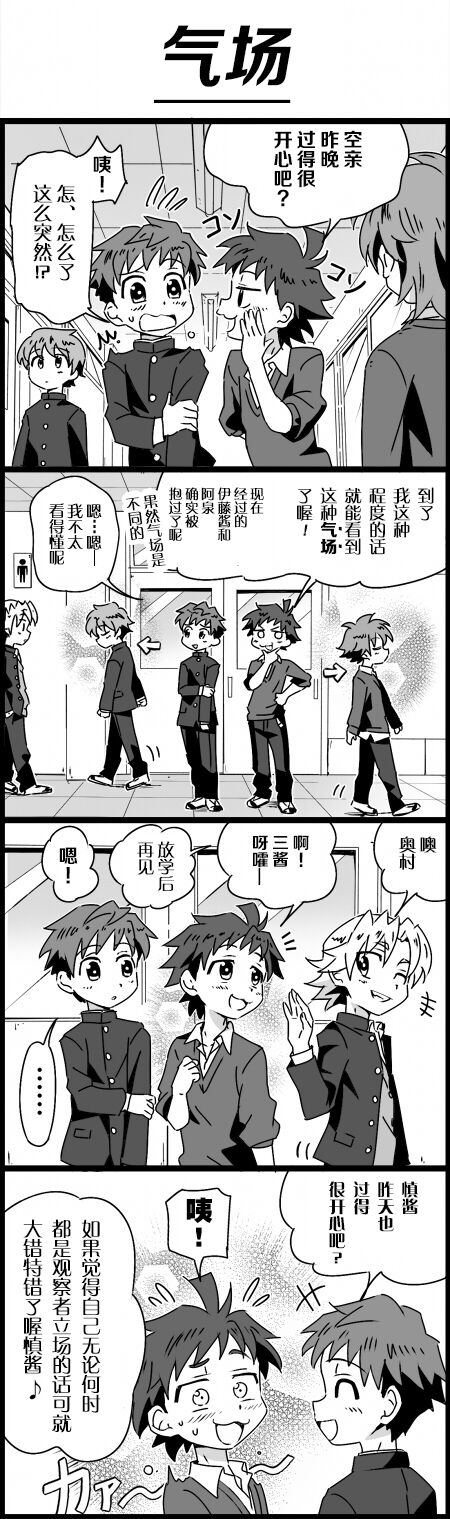 气场
空亲
昨晚
过得很
开心吧？
コソ
コソ
咦！
怎、怎么了
这么突然!?
到了
我这种
程度的话
就能看到
这种气场
了喔！
现在
经过的
伊藤酱和
阿泉
确实被
抱过了呢
果然气场是
不同的
嗯……嗯—
我不太
看得懂呢
噢
奥村
啊！
三酱
呀嚯—
放学后
再见
嗯！
……
慎酱
昨天也
过得
很开心吧？
咦！
如果觉得自己无论何时
都是观察者立场的话可就
大错特错了喔慎酱♪
カァ〜